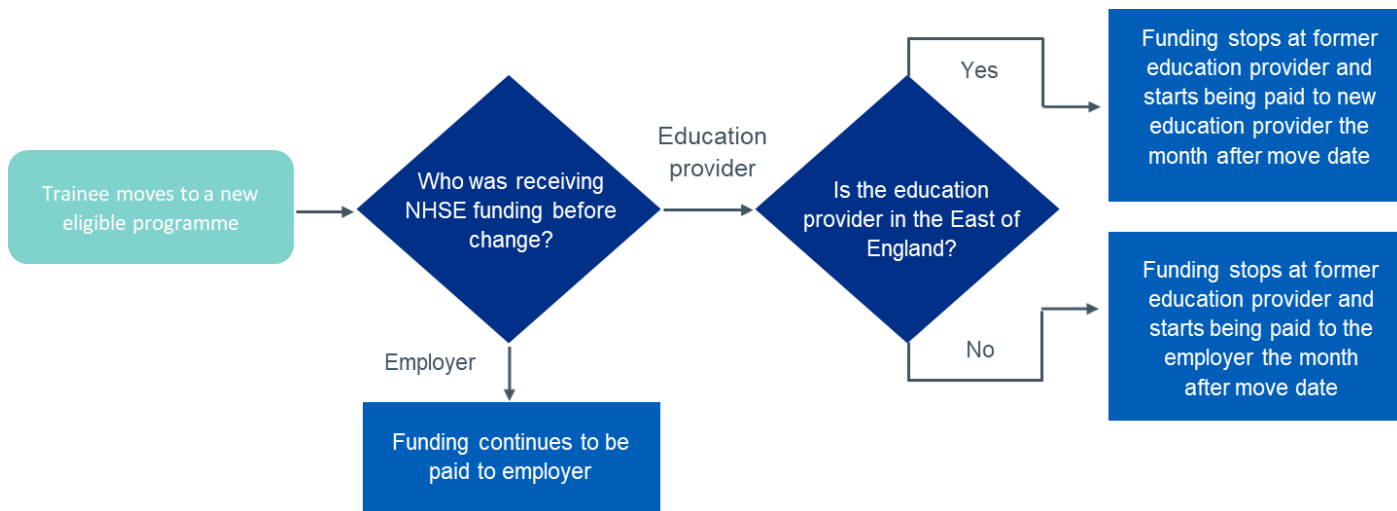 Trainee moves to a new
eligible programme
Who was receiving
NHSE funding before
change?
Employer
Funding continues to be
paid to employer
Education
provider
Is the education
provider in the East of
England?
Yes
Funding stops at former
education provider and
starts being paid to new
education provider the
month after move date
No
Funding stops at former
education provider and
starts being paid to the
employer the month
after move date